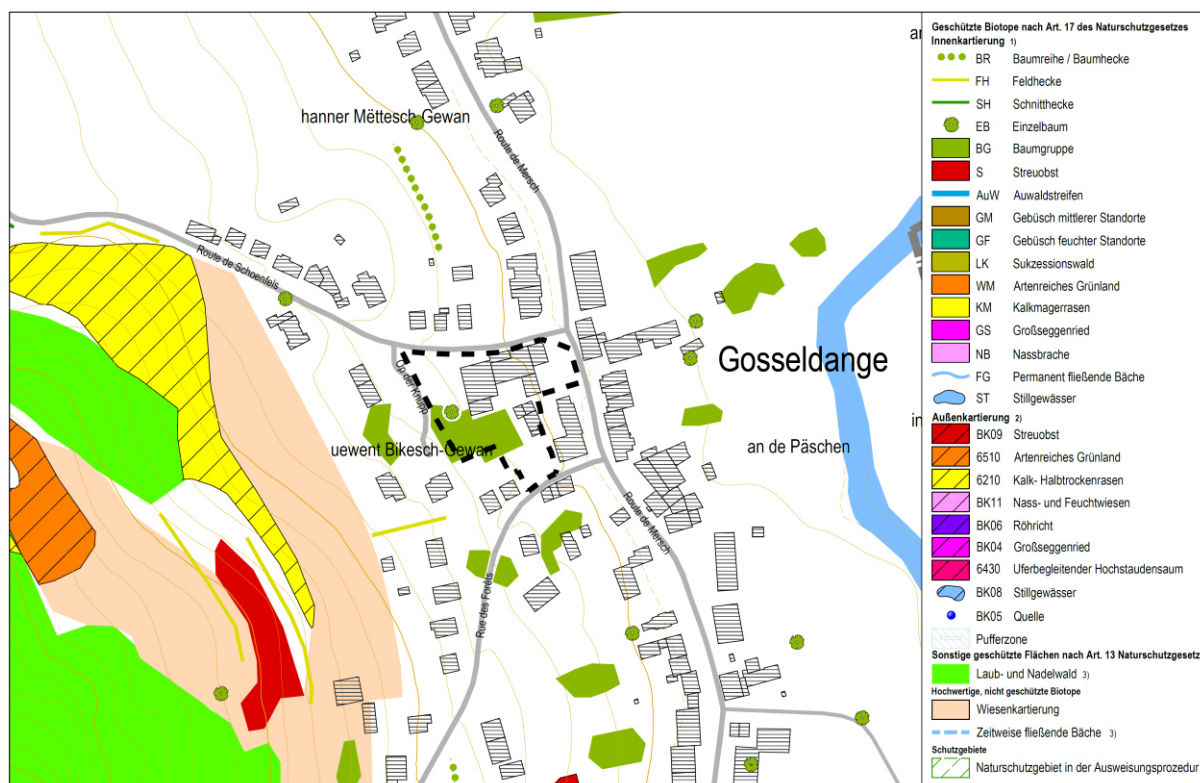 hanner Mëttesch-Gewan
Route de Mersch
Route de Schoenfels
Op der Knupp
Gosseldange
uewent Bikesch-Gewan
an de Päschen
Route de Mersch
Rue des Forêts
Geschützte Biotope nach Art. 17 des Naturschutzgesetzes
Innenkartierung 1)
BR Baumreihe / Baumhecke
FH Feldhecke
SH Schnitthecke
EB Einzelbaum
BG Baumgruppe
S Streuobst
AuW Auwaldstreifen
GM Gebüsch mittlerer Standorte
GF Gebüsch feuchter Standorte
LK Sukzessionswald
WM Artenreiches Grünland
KM Kalkmagerrasen
GS Großseggenried
NB Nassbrache
FG Permanent fließende Bäche
ST Stillgewässer
Außenkartierung 2)
BK09 Streuobst
6510 Artenreiches Grünland
6210 Kalk- Halbtrockenrasen
BK11 Nass- und Feuchtwiesen
BK06 Röhricht
BK04 Großseggenried
6430 Uferbegleitender Hochstaudensaum
BK08 Stillgewässer
BK05 Quelle
Pufferzone
Sonstige geschützte Flächen nach Art. 13 Naturschutzgesetz
Laub- und Nadelwald 3)
Hochwertige, nicht geschützte Biotope
Wiesenkartierung
Zeitweise fließende Bäche 3)
Schutzgebiete
Naturschutzgebiet in der Ausweisungsprozedur